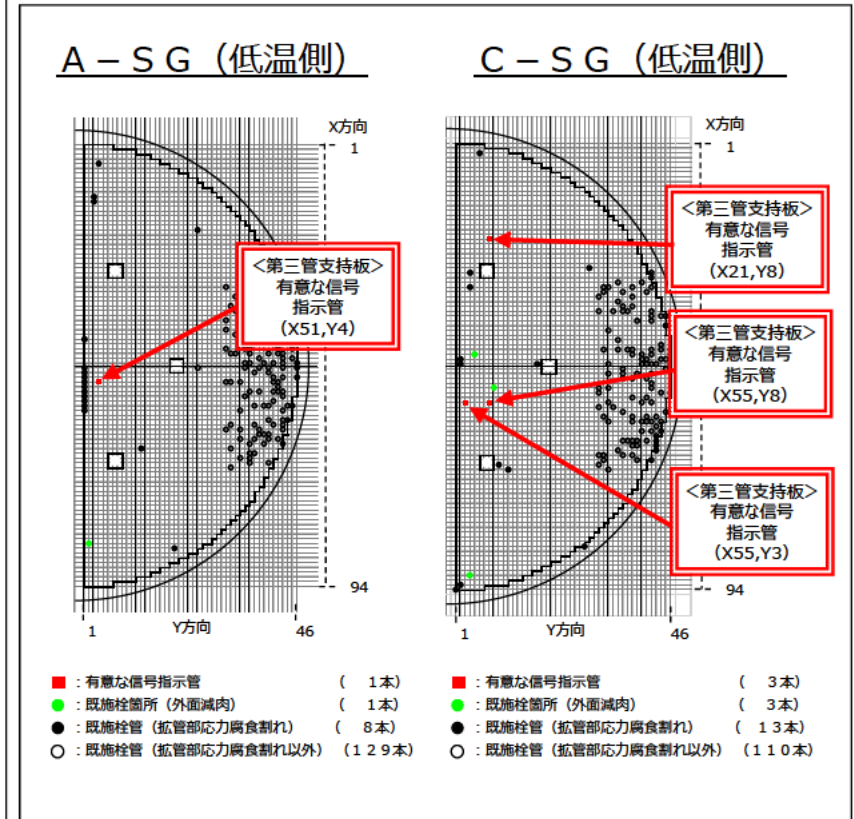 A－SG（低温側）
X方向
1
＜第三管支持板＞
有意な信号
指示管
（X51,Y4）
94
1
Y方向
46
■：有意な信号指示管 （ 1本）
●：既施栓箇所（外面減肉） （ 1本）
●：既施栓管（拡管部応力腐食割れ） （ 8本）
○：既施栓管（拡管部応力腐食割れ以外） （129本）
C－SG（低温側）
X方向
1
＜第三管支持板＞
有意な信号
指示管
（X21,Y8）
＜第三管支持板＞
有意な信号
指示管
（X55,Y8）
＜第三管支持板＞
有意な信号
指示管
（X55,Y3）
94
1
Y方向
46
■：有意な信号指示管 （ 3本）
●：既施栓箇所（外面減肉） （ 3本）
●：既施栓管（拡管部応力腐食割れ） （ 13本）
○：既施栓管（拡管部応力腐食割れ以外） （110本）